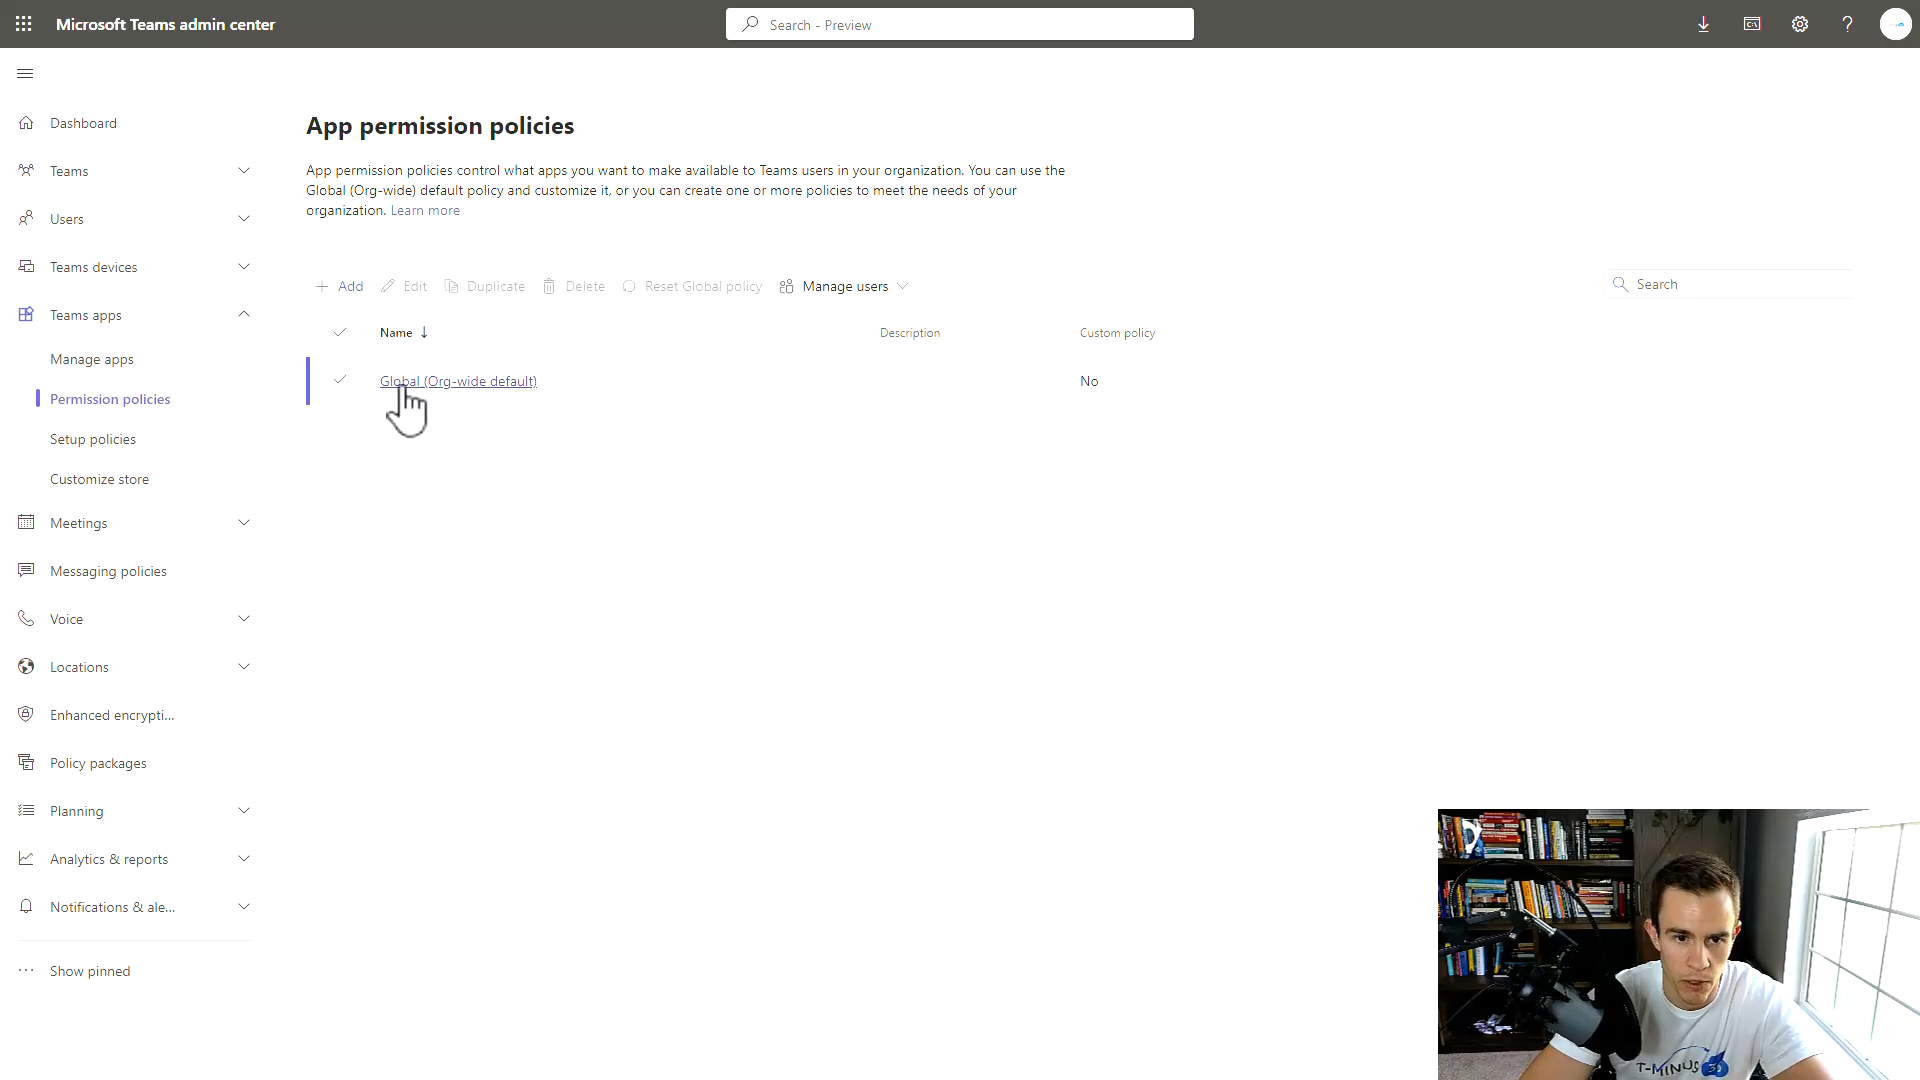 Microsoft Teams admin center
Search - Preview
Dashboard
Teams
Users
Teams devices
Teams apps
Manage apps
Permission policies
Setup policies
Customize store
Meetings
Messaging policies
Voice
Locations
Enhanced encrypti...
Policy packages
Planning
Analytics & reports
Notifications & ale...
Show pinned
App permission policies
App permission policies control what apps you want to make available to Teams users in your organization. You can use the
Global (Org-wide) default policy and customize it, or you can create one or more policies to meet the needs of your
organization. Learn more
Add Edit Duplicate Delete Reset Global policy Manage users
Search
Name Description Custom policy
Global (Org-wide default) No
T-MINUS